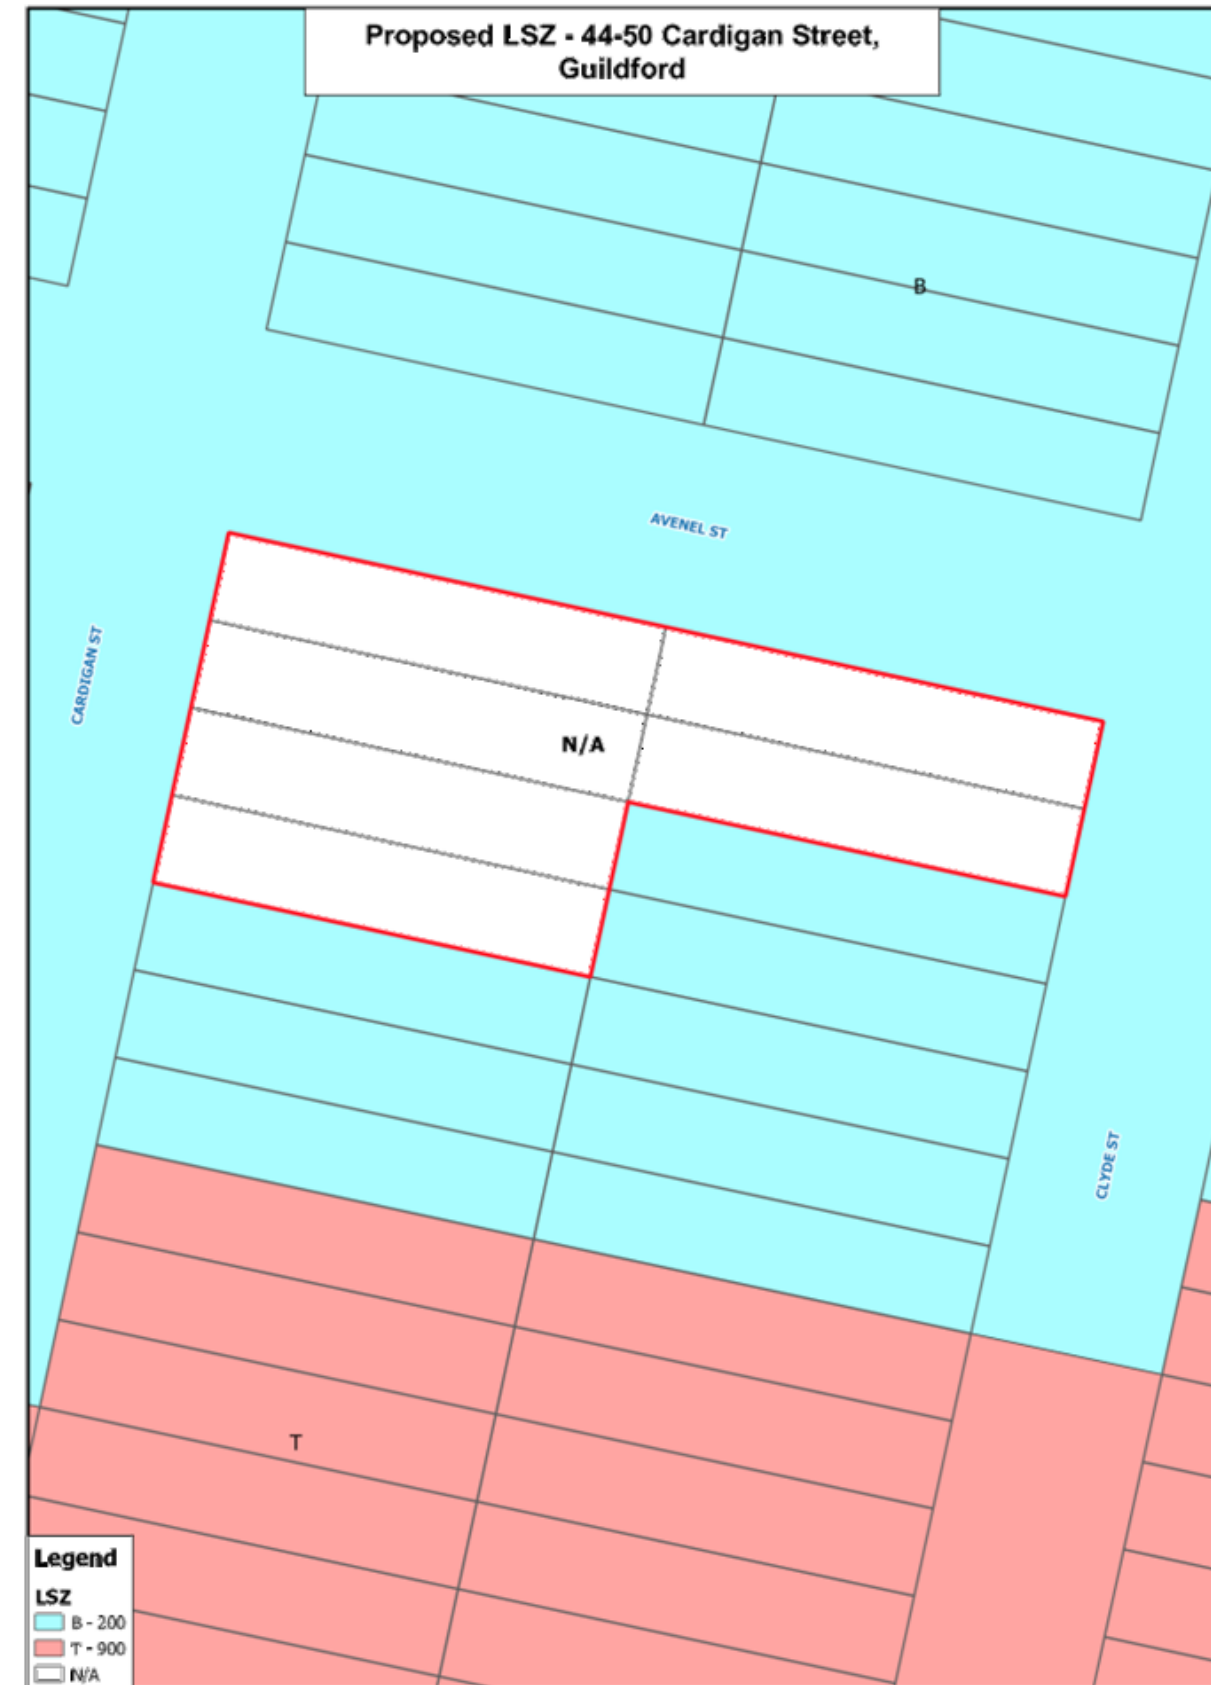 Proposed LSZ - 44-50 Cardigan Street,
Guildford
B
AVENEL ST
CARDIGAN ST
N/A
CLYDE ST
T
Legend
LSZ
B - 200
T - 900
N/A